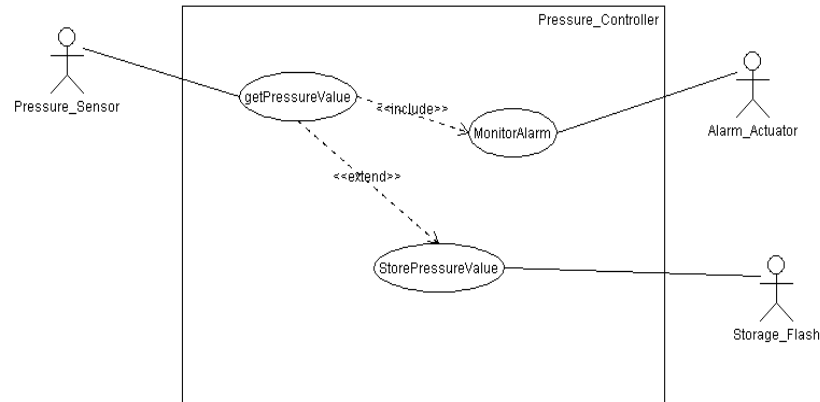 Pressure_Controller
Pressure_Sensor
getPressureValue
<<include>>
MonitorAlarm
Alarm_Actuator
<<extend>>
StorePressureValue
Storage_Flash